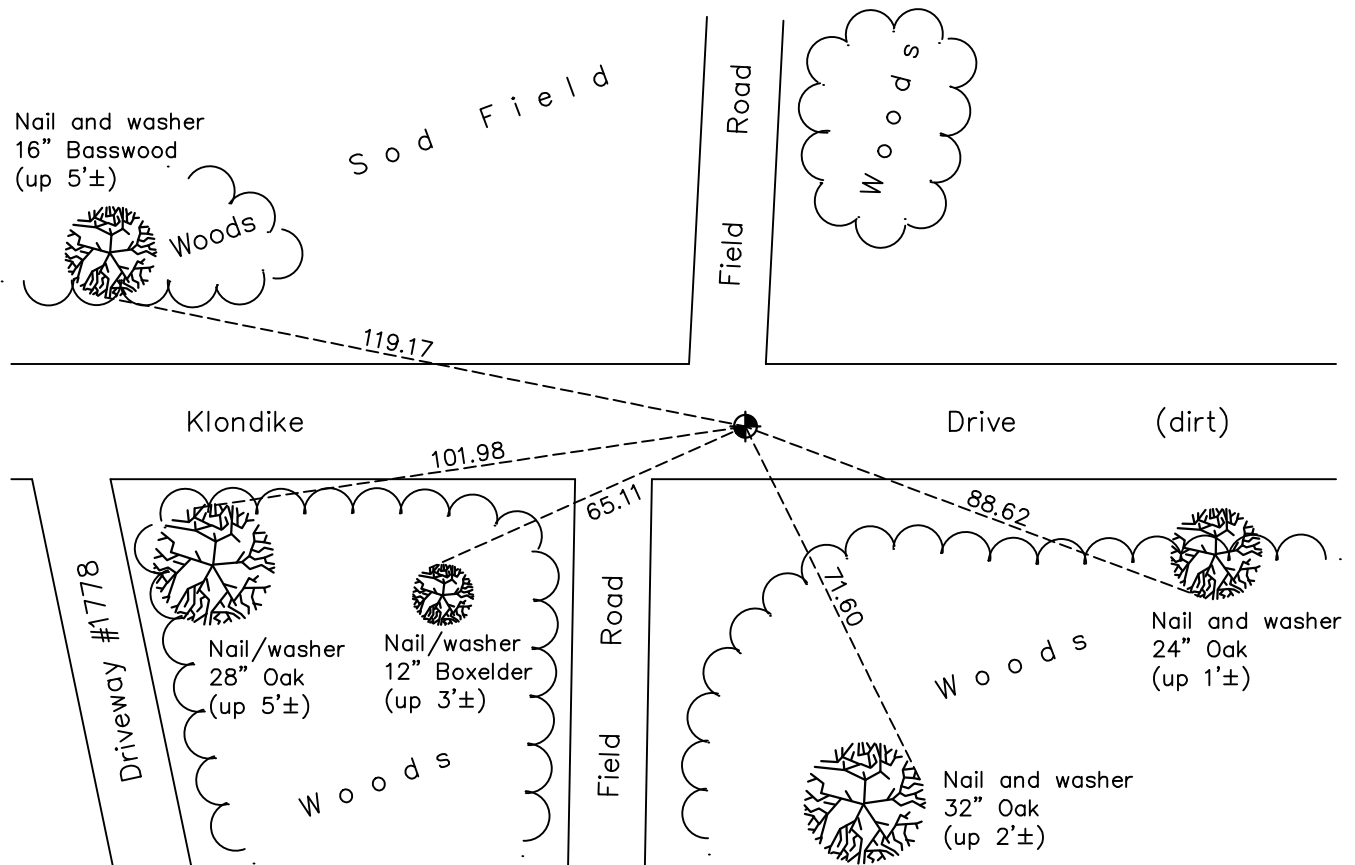 Nail and washer
16” Basswood
(up 5’±)
Woods
Sod Field
Field Road
Woods
119.17
Klondike Drive (dirt)
101.98
65.11
88.62
71.60
Driveway #1778
Nail/washer
28” Oak
(up 5’±)
Nail/washer
12” Boxelder
(up 3’±)
Woods
Field Road
Woods
Nail and washer
24” Oak
(up 1’±)
Nail and washer
32” Oak
(up 2’±)